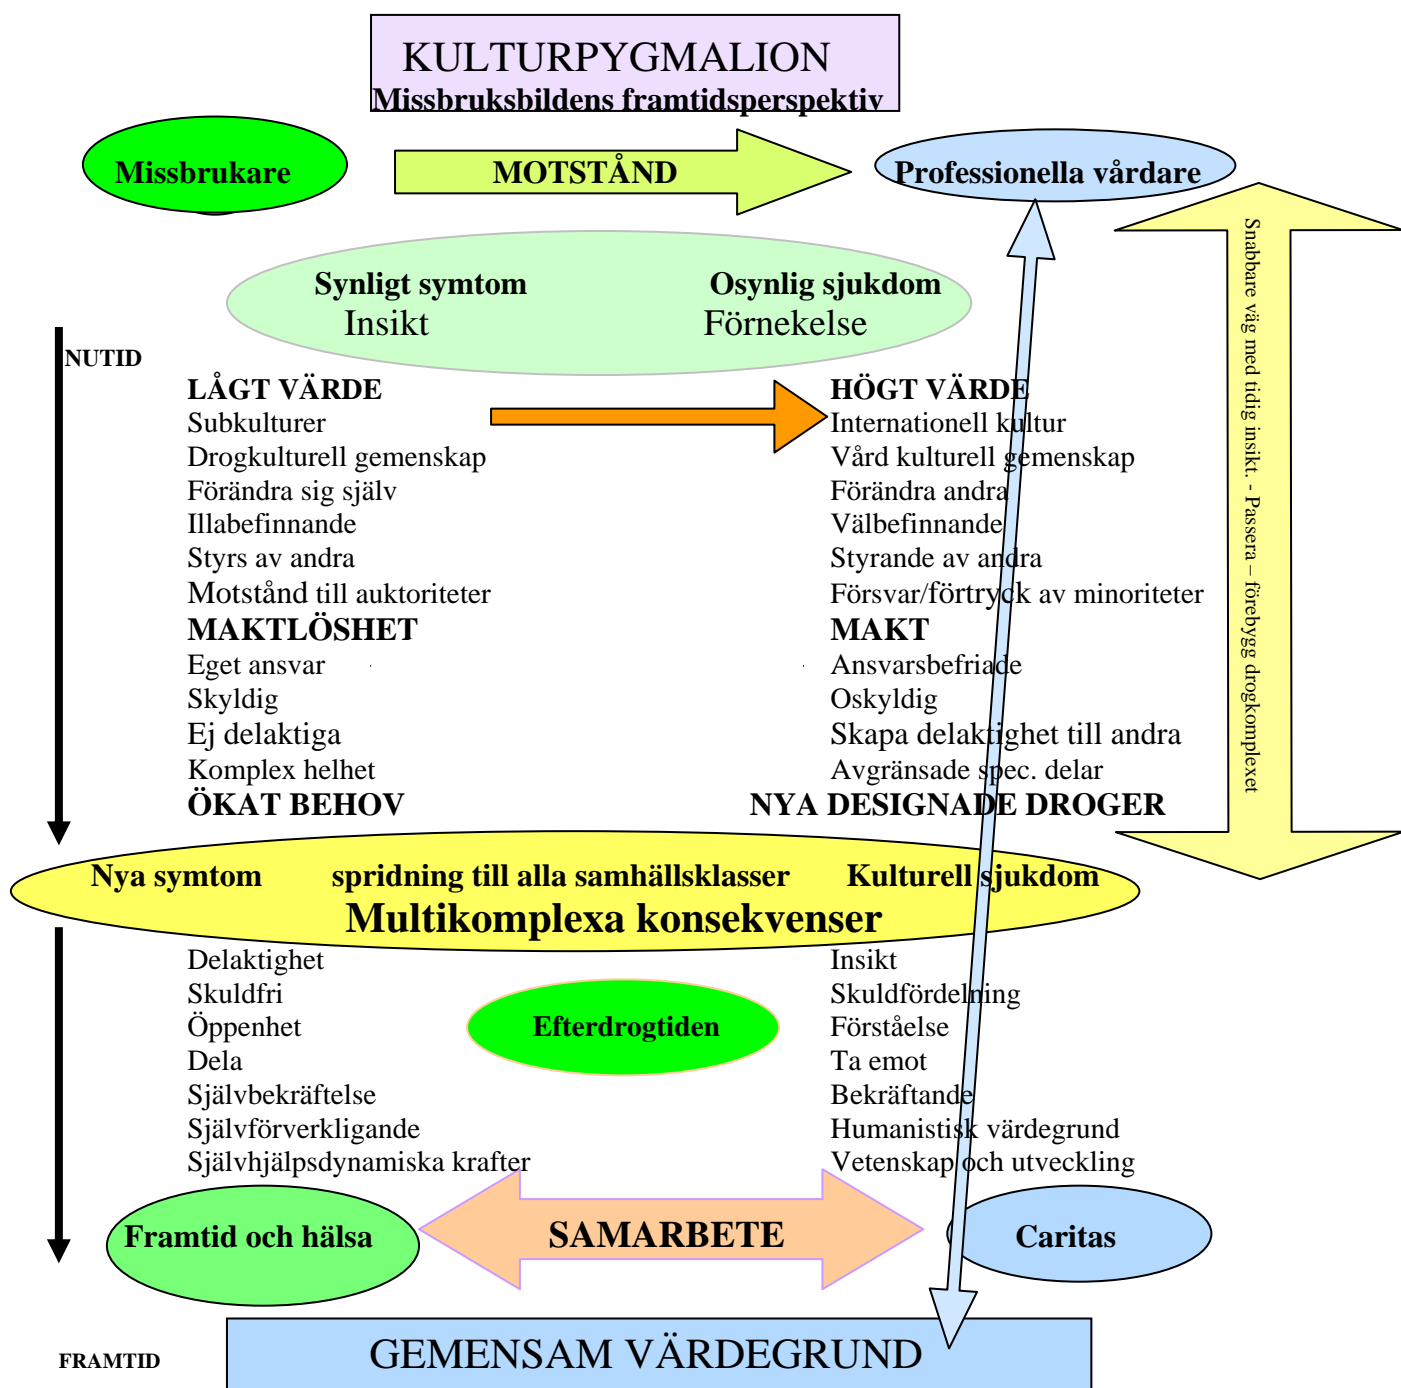 KULTURPYGMALION
Missbruksbildens framtidsperspektiv
Missbrukare MOTSTÅND Professionella vårdare
Synligt symtom Osynlig sjukdom
Insikt Förnekelse
NUTID
LÅGT VÄRDE HÖGT VÄRDE
Subkulturer Internationell kultur
Drogkulturell gemenskap Vård kulturell gemenskap
Förändra sig själv Förändra andra
Illabefinnande Välbefinnande
Styrs av andra Styrande av andra
Motstånd till auktoriteter Försvar/förtryck av minoriteter
MAKTLÖSHET MAKT
Eget ansvar Ansvarsbefriade
Skyldig Oskyldig
Ej delaktiga Skapa delaktighet till andra
Komplex helhet Avgränsade spec. delar
ÖKAT BEHOV NYA DESIGNADE DROGER
Snabbare väg med tidig insikt. - Passera – förebygg drogkomplexet
Nya symtom spridning till alla samhällsklasser Kulturell sjukdom
Multikomplexa konsekvenser
Delaktighet Insikt
Skuldfri Skuldfördelning
Öppenhet Efterdrogtiden Förståelse
Dela Ta emot
Självbekräftelse Bekräftande
Självförverkligande Humanistisk värdegrund
Självhjälpsdynamiska krafter Vetenskap och utveckling
Framtid och hälsa SAMARBETE Caritas
FRAMTID GEMENSAM VÄRDEGRUND